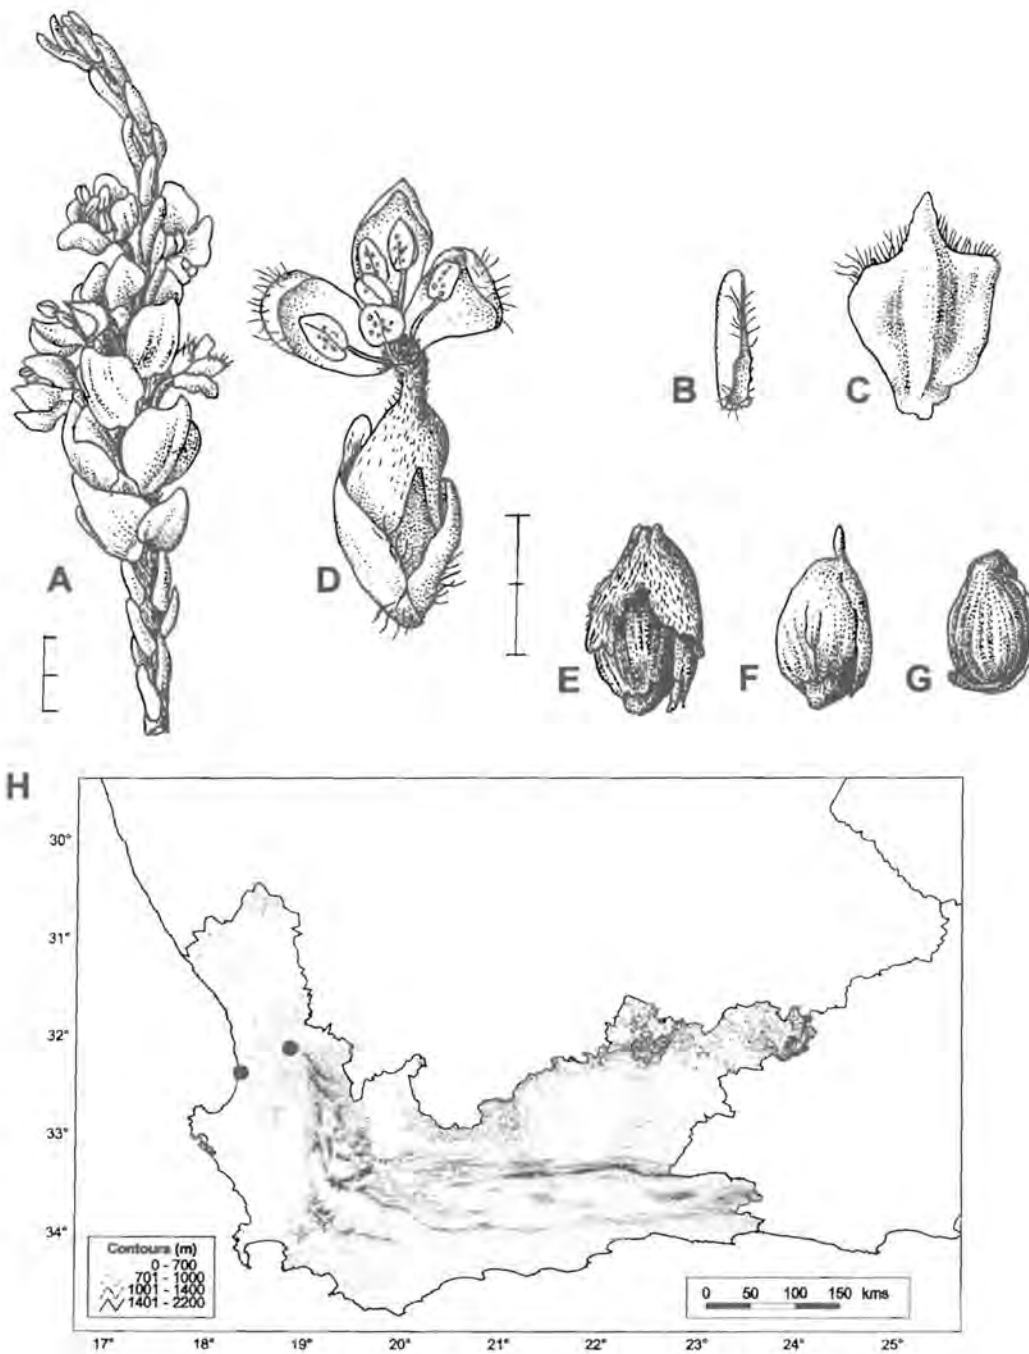 A
B
C
D
E
F
G
H
30°
31°
32°
33°
34°
Contours (m)
0 - 700
701 - 1000
1001 - 1400
1401 - 2200
0 50 100 150 kms
17° 18° 19° 20° 21° 22° 23° 24° 25°